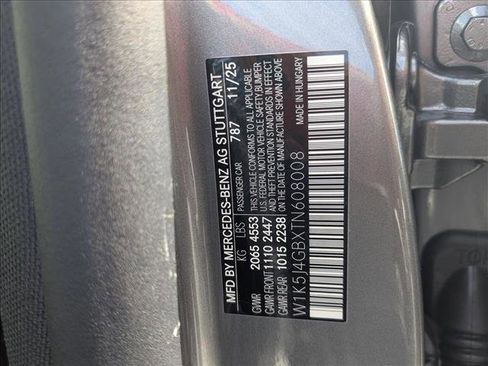 MFD BY MERCEDES-BENZ AG STUTTGART
PASSENGER CAR 787 11/25
KG LBS
GVWR 2065 4553
GAWR FRONT 1110 2447
GAWR REAR 1015 2238
THIS VEHICLE CONFORMS TO ALL APPLICABLE
U.S. FEDERAL MOTOR VEHICLE SAFETY BUMPER
AND THEFT PREVENTION STANDARDS IN EFFECT
ON THE DATE OF MANUFACTURE SHOWN ABOVE
MADE IN HUNGARY
W1K5J4GBXTN608008